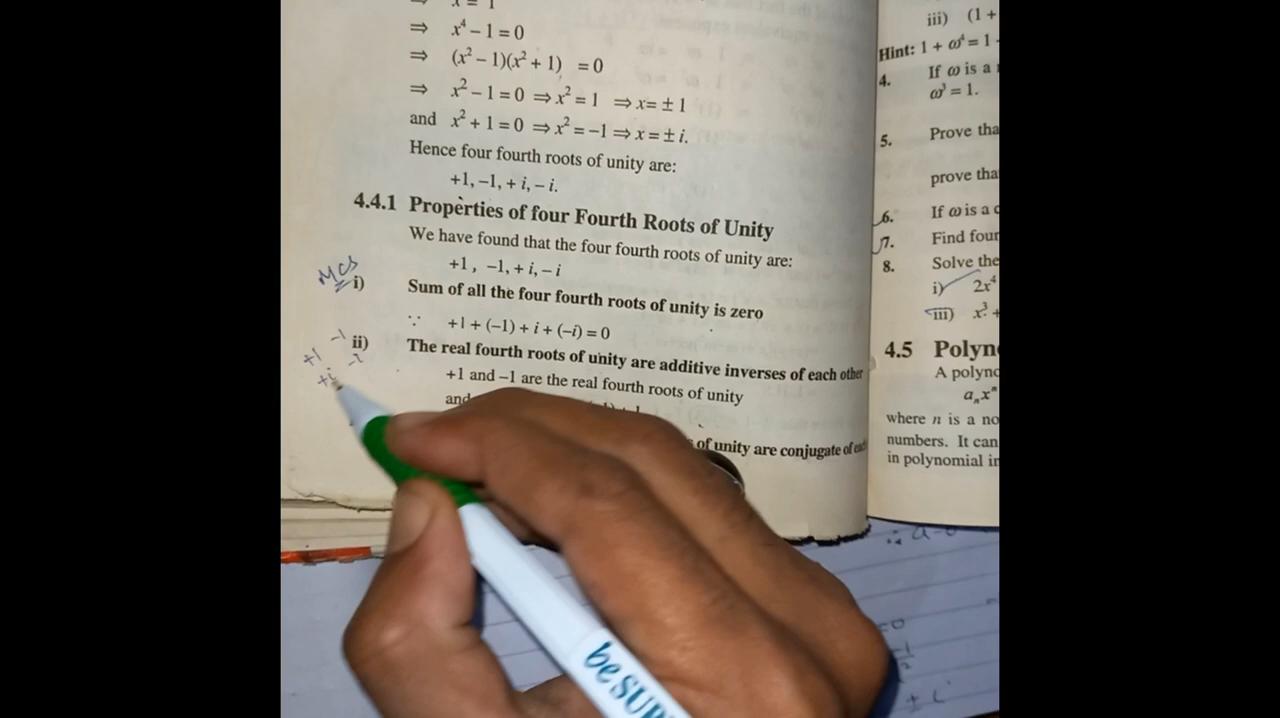 ⇒ x = 1
⇒ x⁴ – 1 = 0
⇒ (x² – 1)(x² + 1) = 0
⇒ x² – 1 = 0 ⇒ x² = 1 ⇒ x = ± 1
and x² + 1 = 0 ⇒ x² = –1 ⇒ x = ± i.
Hence four fourth roots of unity are:
+1, –1, + i, – i.
4.4.1 Properties of four Fourth Roots of Unity
We have found that the four fourth roots of unity are:
+1, –1, + i, – i
MCS
i) Sum of all the four fourth roots of unity is zero
∵ +1 + (–1) + i + (–i) = 0
ii) The real fourth roots of unity are additive inverses of each other
+1 -1
+i -i
+1 and –1 are the real fourth roots of unity
and
of unity are conjugate of
iii) (1 +
Hint: 1 + ω⁴ = 1
4. If ω is a
ω³ = 1.
5. Prove tha
prove tha
6. If ω is a c
7. Find four
8. Solve the
i) 2x⁴
iii) x³ +
4.5 Polyn
A polync
aₙxⁿ
where n is a no
numbers. It can
in polynomial in
be SUP